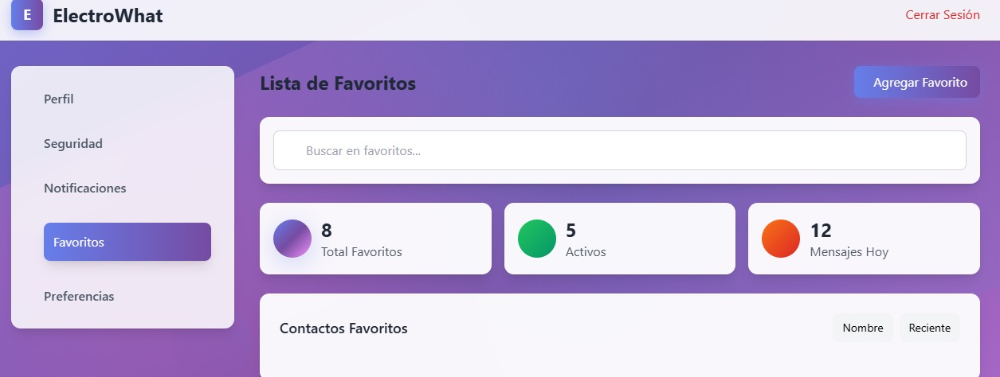 E
ElectroWhat
Cerrar Sesión
Perfil
Seguridad
Notificaciones
Favoritos
Preferencias
Lista de Favoritos
Agregar Favorito
Buscar en favoritos...
8
Total Favoritos
5
Activos
12
Mensajes Hoy
Contactos Favoritos
Nombre
Reciente